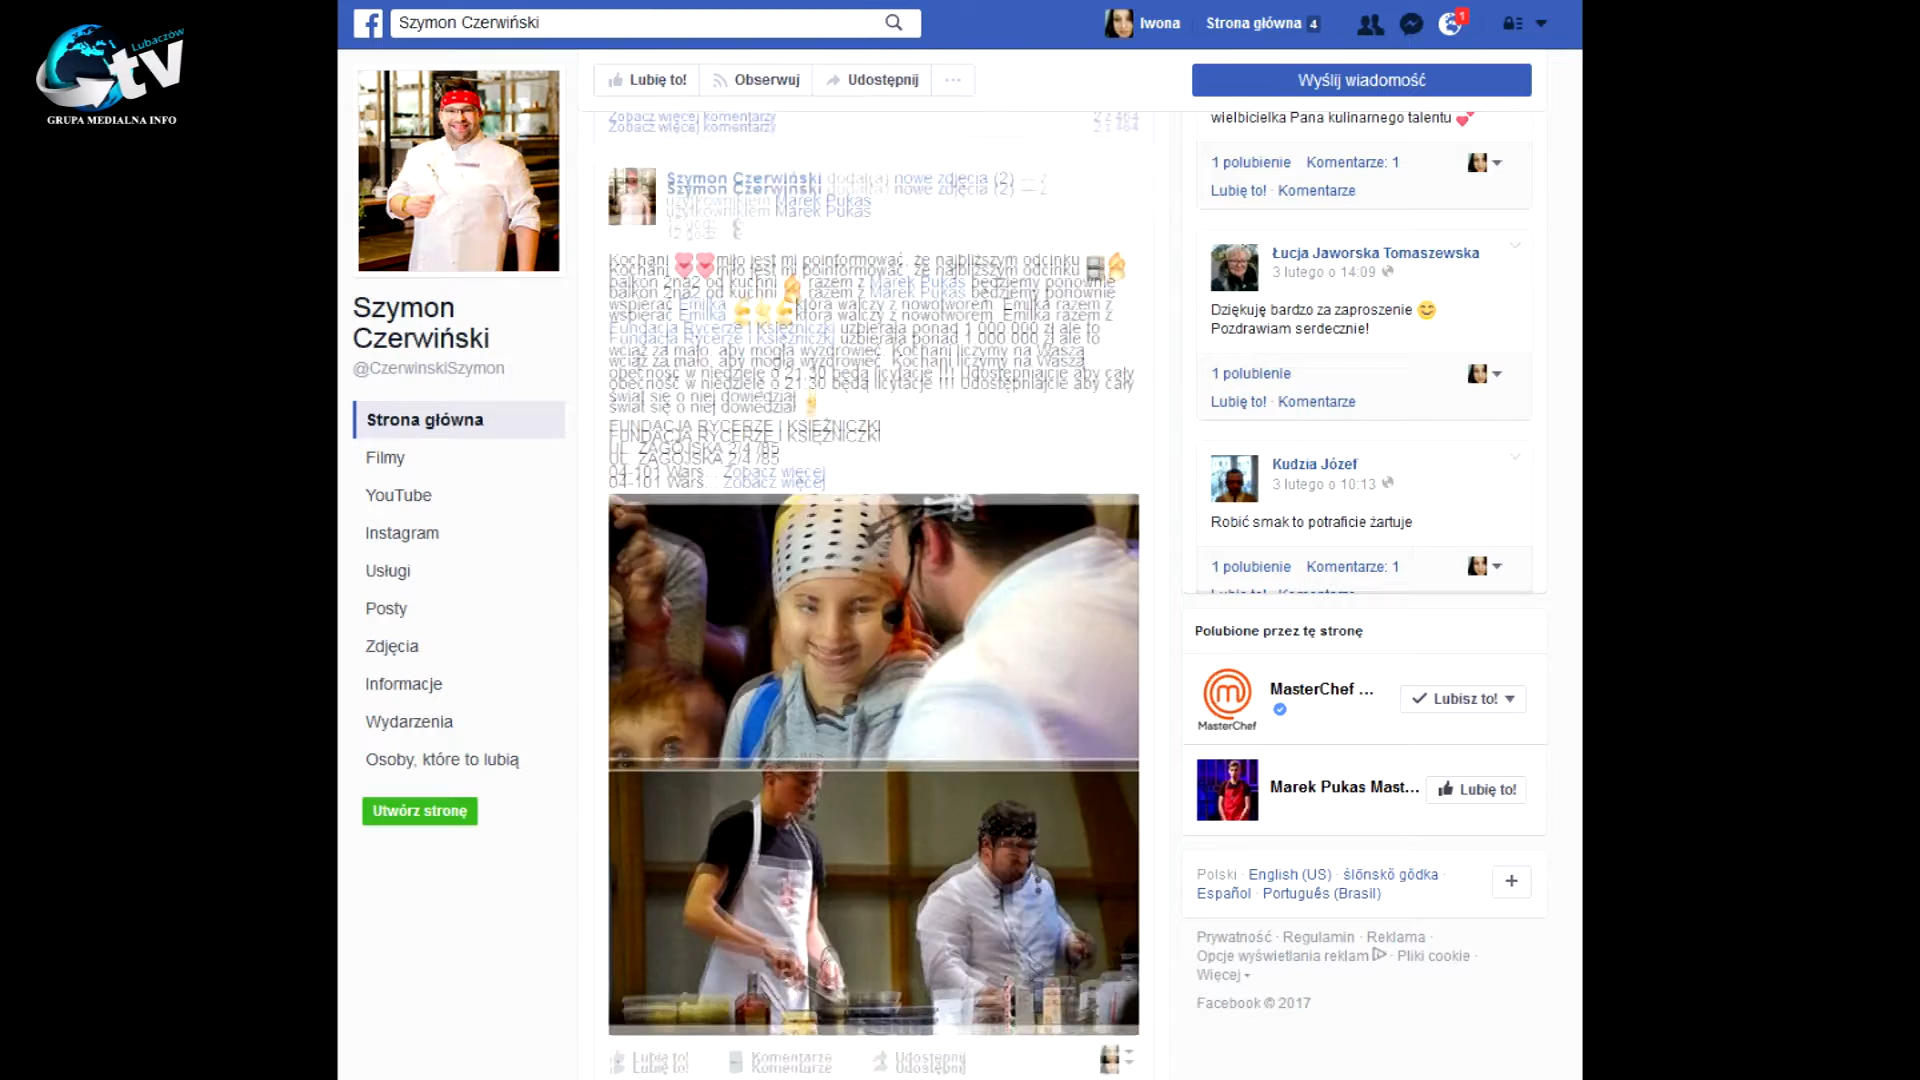 Lubaczów
tv
GRUPA MEDIALNA INFO
Szymon Czerwiński
Iwona
Strona główna 4
1
Lubię to!
Obserwuj
Udostępnij
Wyślij wiadomość
Szymon
Czerwiński
@CzerwinskiSzymon
Strona główna
Filmy
YouTube
Instagram
Usługi
Posty
Zdjęcia
Informacje
Wydarzenia
Osoby, które to lubią
Utwórz stronę
Zobacz więcej komentarzy
Szymon Czerwiński dodał(a) nowe zdjęcia (2) — z
użytkownikiem Marek Pukas
Kochani miło jest mi poinformować, że najbliższym odcinku
balkon 2na2 od kuchni razem z Marek Pukas będziemy ponownie
wspierać Emilka która walczy z nowotworem. Emilka razem z
Fundacja Rycerze i Księżniczki uzbierała ponad 1 000 000 zł ale to
wciąż za mało, aby mogła wyzdrowieć. Kochani liczymy na Waszą
obecność w niedziele o 21:30 będą licytacje !!! Udostępniajcie aby cały
świat się o niej dowiedział
FUNDACJA RYCERZE I KSIĘŻNICZKI
UL. ZAGÓJSKA 2/4 /85
04-101 Wars... Zobacz więcej
Lubię to!
Komentarze
Udostępnij
wielbicielka Pana kulinarnego talentu
1 polubienie Komentarze: 1
Lubię to! · Komentarze
Łucja Jaworska Tomaszewska
3 lutego o 14:09
Dziękuję bardzo za zaproszenie
Pozdrawiam serdecznie!
1 polubienie
Lubię to! · Komentarze
Kudzia Józef
3 lutego o 10:13
Robić smak to potraficie żartuje
1 polubienie Komentarze: 1
Polubione przez tę stronę
MasterChef
MasterChef ...
Lubisz to!
Marek Pukas Mast...
Lubię to!
Polski · English (US) · ślōnskŏ gŏdka ·
Español · Português (Brasil)
Prywatność · Regulamin · Reklama ·
Opcje wyświetlania reklam · Pliki cookie ·
Więcej
Facebook © 2017